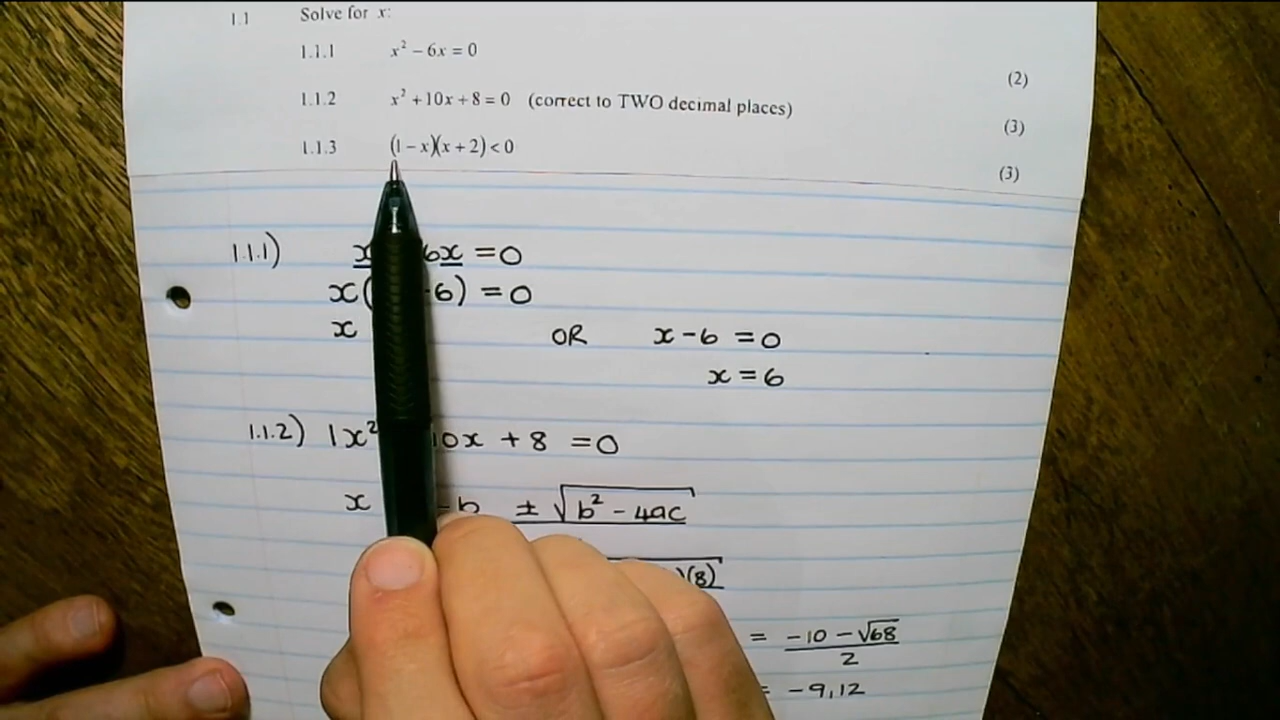 1.1 Solve for x:
1.1.1 x² − 6x = 0
(2)
1.1.2 x² + 10x + 8 = 0 (correct to TWO decimal places)
(3)
1.1.3 (1 − x)(x + 2) < 0
(3)
1.1.1) x 6x = 0
x( -6) = 0
x OR x − 6 = 0
x = 6
1.1.2) 1x² 10x + 8 = 0
x -b ± √b² − 4ac
)(8)
= -10 − √68
2
= -9,12